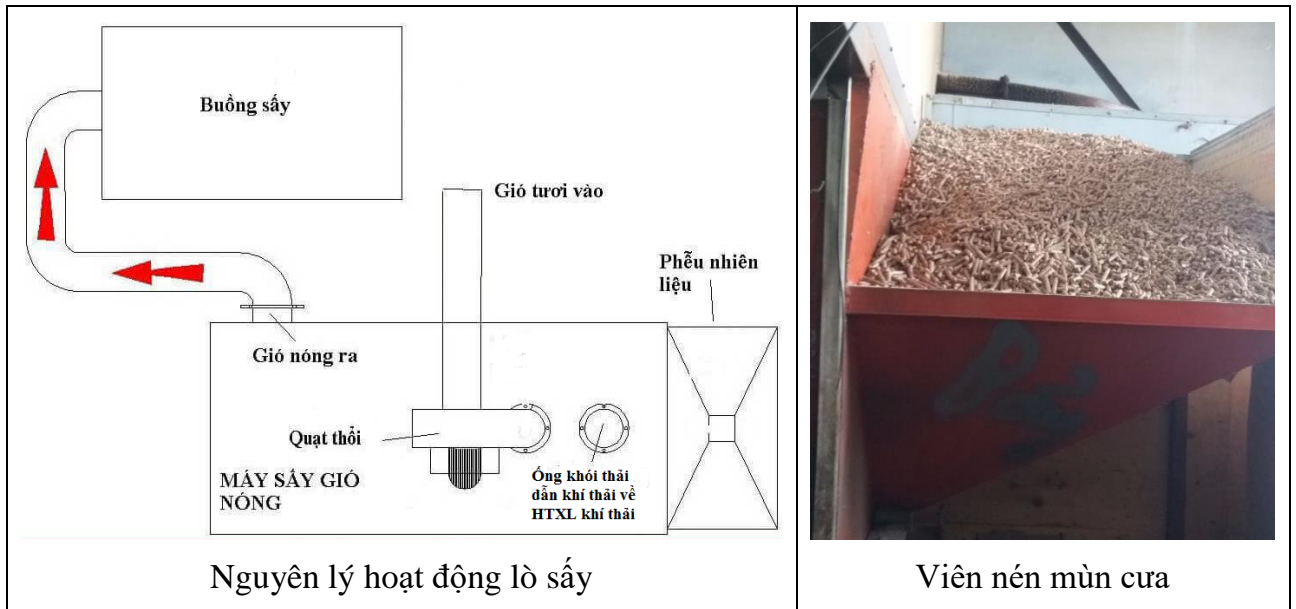 Buồng sấy
Gió tươi vào
Phễu nhiên
liệu
Gió nóng ra
Quạt thổi
MÁY SẤY GIÓ
NÓNG
Ống khói thải
dẫn khí thải về
HTXL khí thải
Nguyên lý hoạt động lò sấy
Viên nén mùn cưa